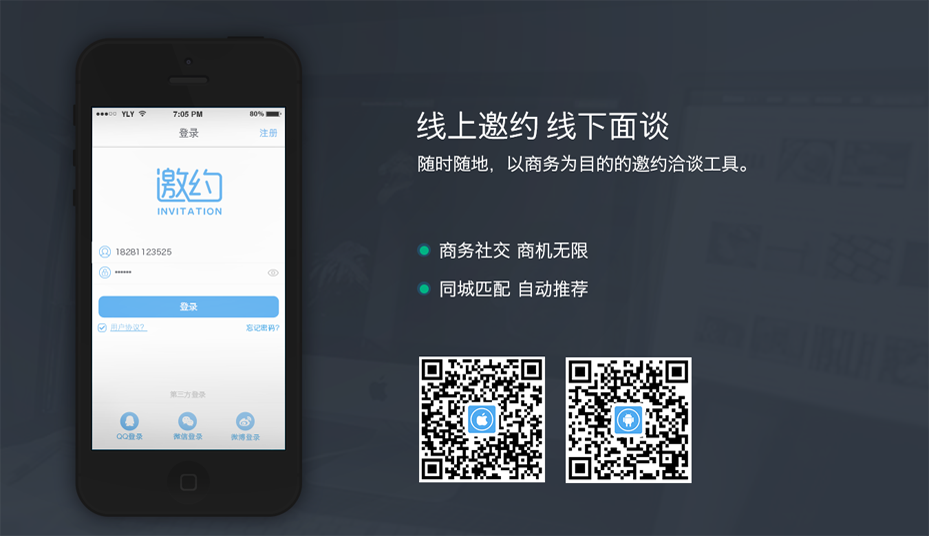 YLY
7:05 PM
80%
登录
注册
邀约
INVITATION
18281123525
••••••
登录
用户协议?
忘记密码?
第三方登录
QQ登录
微信登录
微博登录
线上邀约 线下面谈
随时随地，以商务为目的的邀约洽谈工具。
商务社交 商机无限
同城匹配 自动推荐